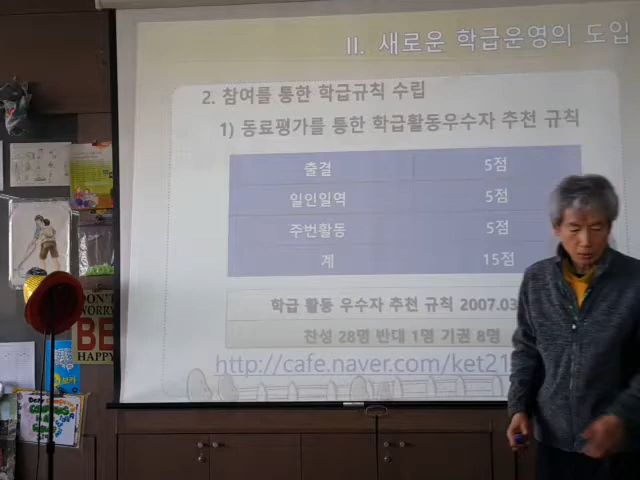 II. 새로운 학급운영의 도입
2. 참여를 통한 학급규칙 수립
1) 동료평가를 통한 학급활동우수자 추천 규칙
출결 5점
일인일역 5점
주번활동 5점
계 15점
학급 활동 우수자 추천 규칙 2007.03
찬성 28명 반대 1명 기권 8명
http://cafe.naver.com/ket21
DON'T
WORRY
BE
HAPPY